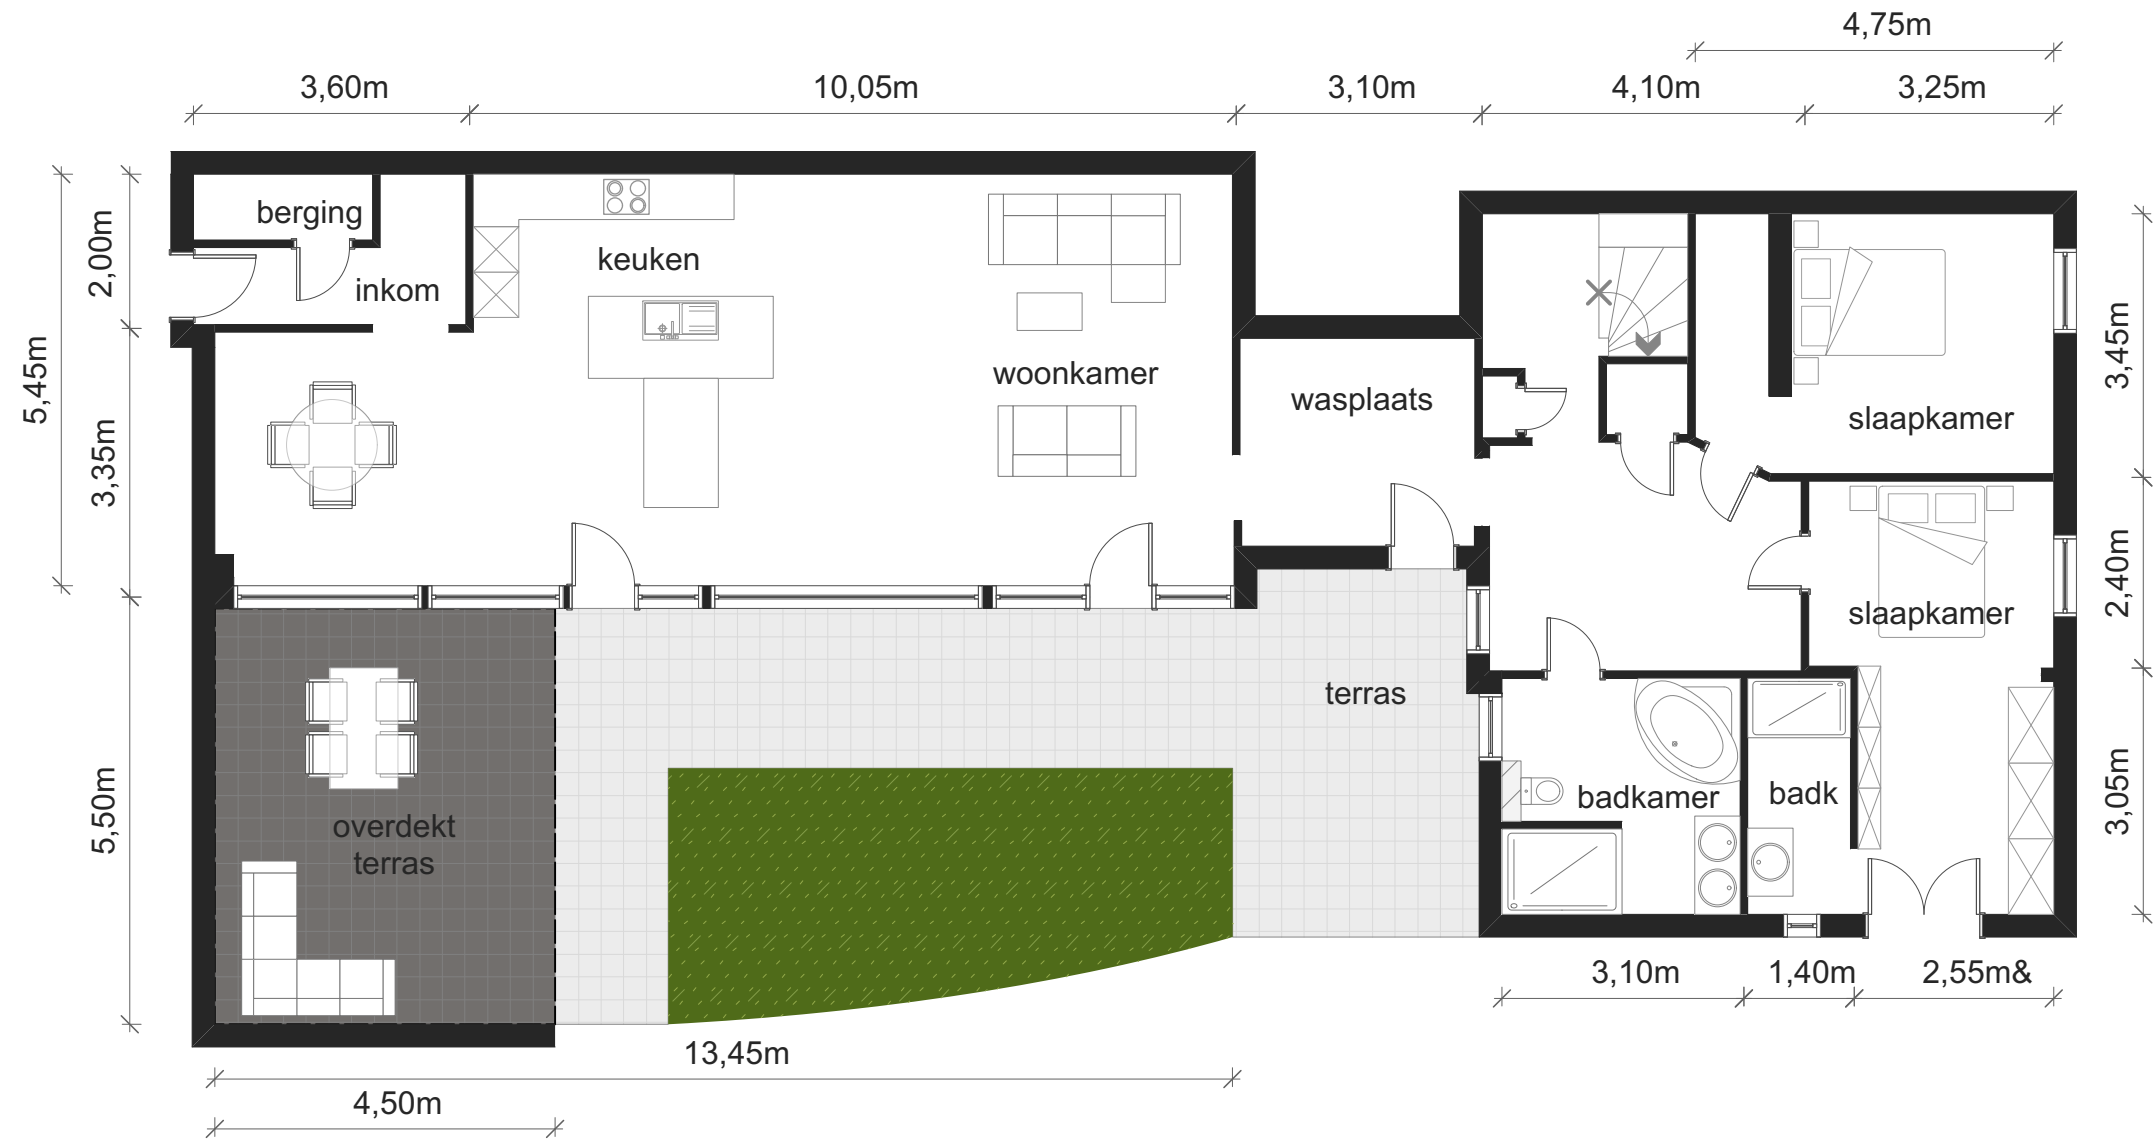 4,75m
3,60m
10,05m
3,10m
4,10m
3,25m
berging
2,00m
keuken
inkom
5,45m
3,45m
woonkamer
wasplaats
slaapkamer
3,35m
2,40m
slaapkamer
terras
5,50m
3,05m
badkamer
badk
overdekt
terras
3,10m
1,40m
2,55m&
13,45m
4,50m